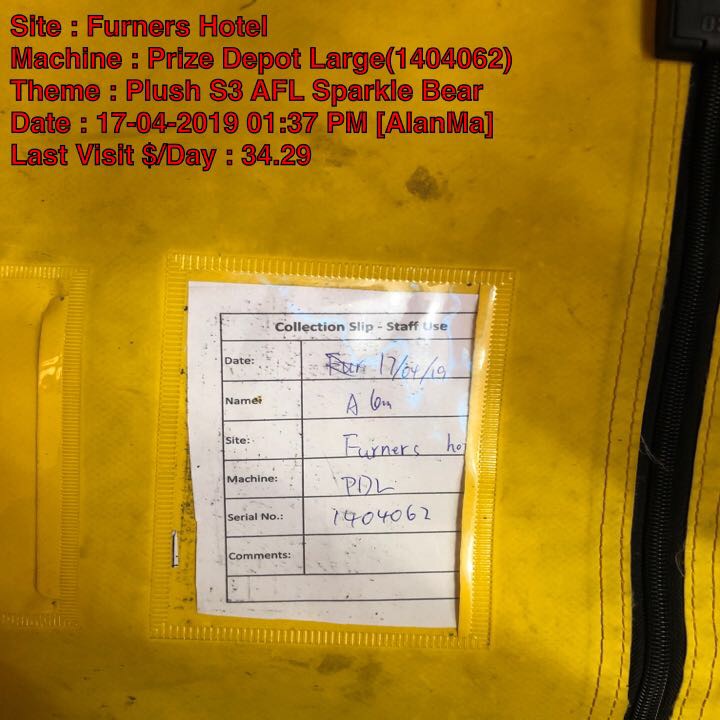 Site : Furners Hotel
Machine : Prize Depot Large(1404062)
Theme : Plush S3 AFL Sparkle Bear
Date : 17-04-2019 01:37 PM [AlanMa]
Last Visit $/Day : 34.29
Collection Slip - Staff Use
Date: 17/04/19
Name:
Site: Furners ho
Machine: PDL
Serial No.: 1404062
Comments: